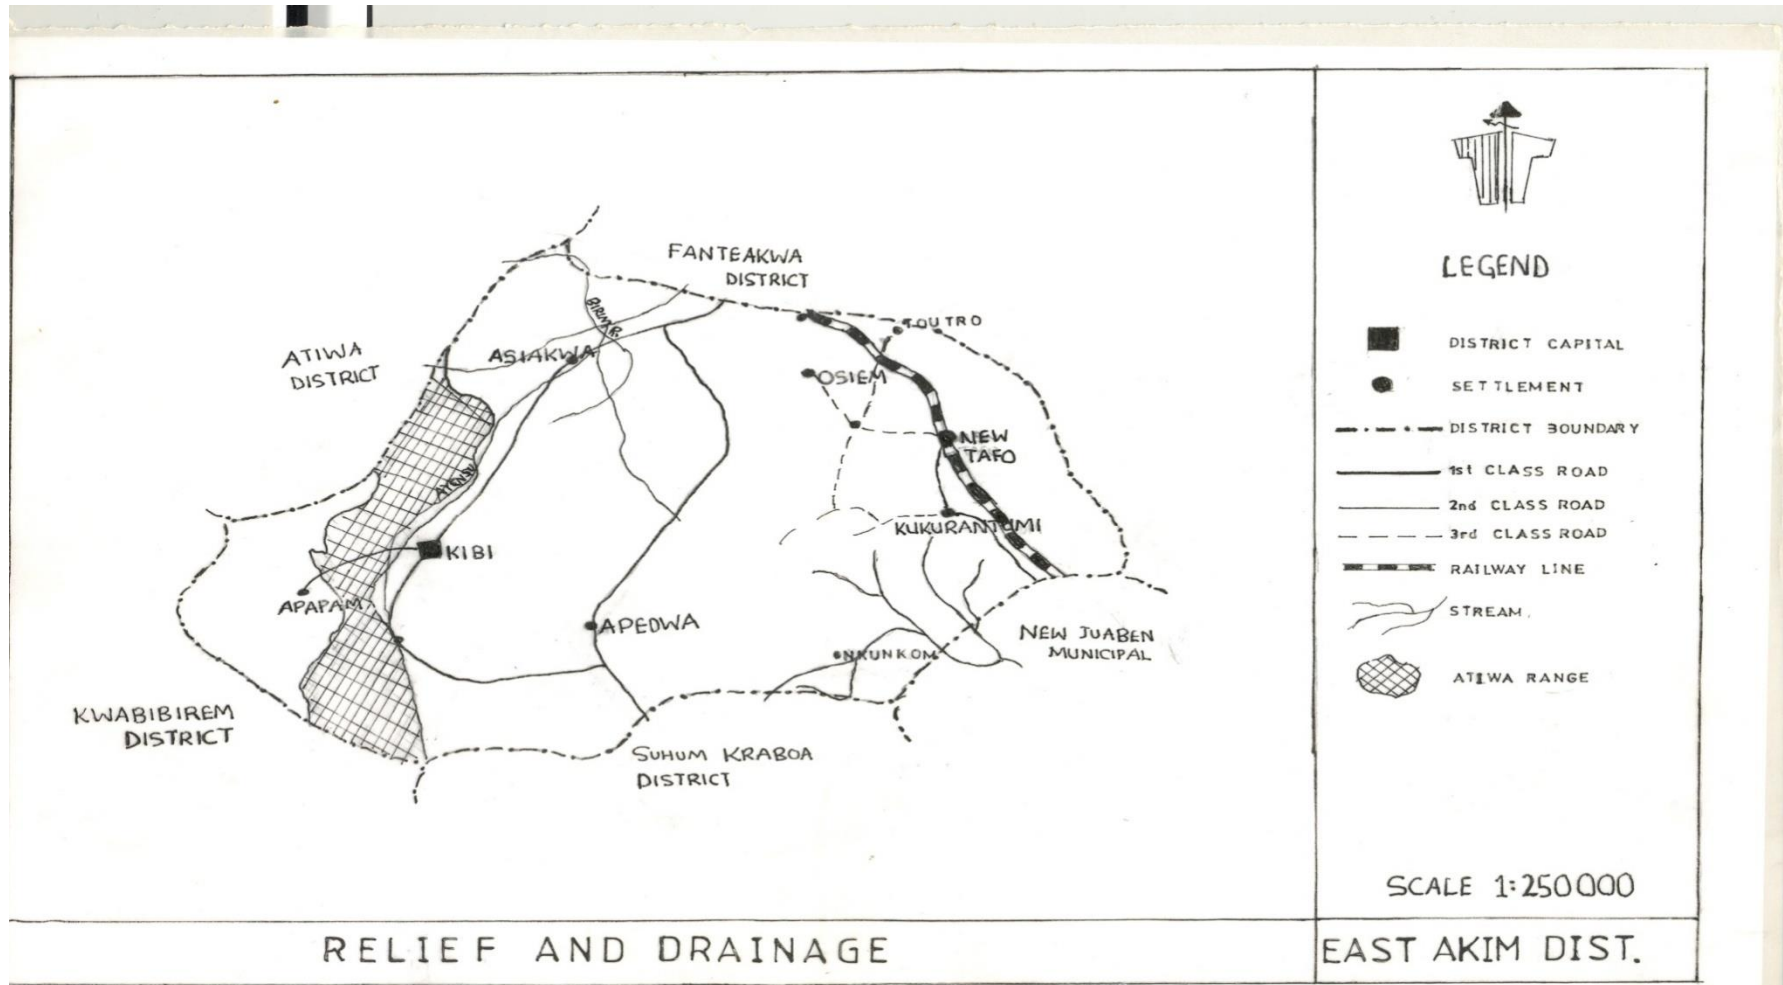 FANTEAKWA
DISTRICT
BIRIM R.
TOUTRO
ATIWA
DISTRICT
ASIAKWA
OSIEM
NEW
TAFO
AYENSU
KUKURANTUMI
KIBI
APAPAM
APEDWA
NEW JUABEN
MUNICIPAL
NKUNKOM
KWABIBIREM
DISTRICT
SUHUM KRABOA
DISTRICT
LEGEND
DISTRICT CAPITAL
SETTLEMENT
DISTRICT BOUNDARY
1st CLASS ROAD
2nd CLASS ROAD
3rd CLASS ROAD
RAILWAY LINE
STREAM
ATIWA RANGE
SCALE 1:250000
RELIEF AND DRAINAGE
EAST AKIM DIST.